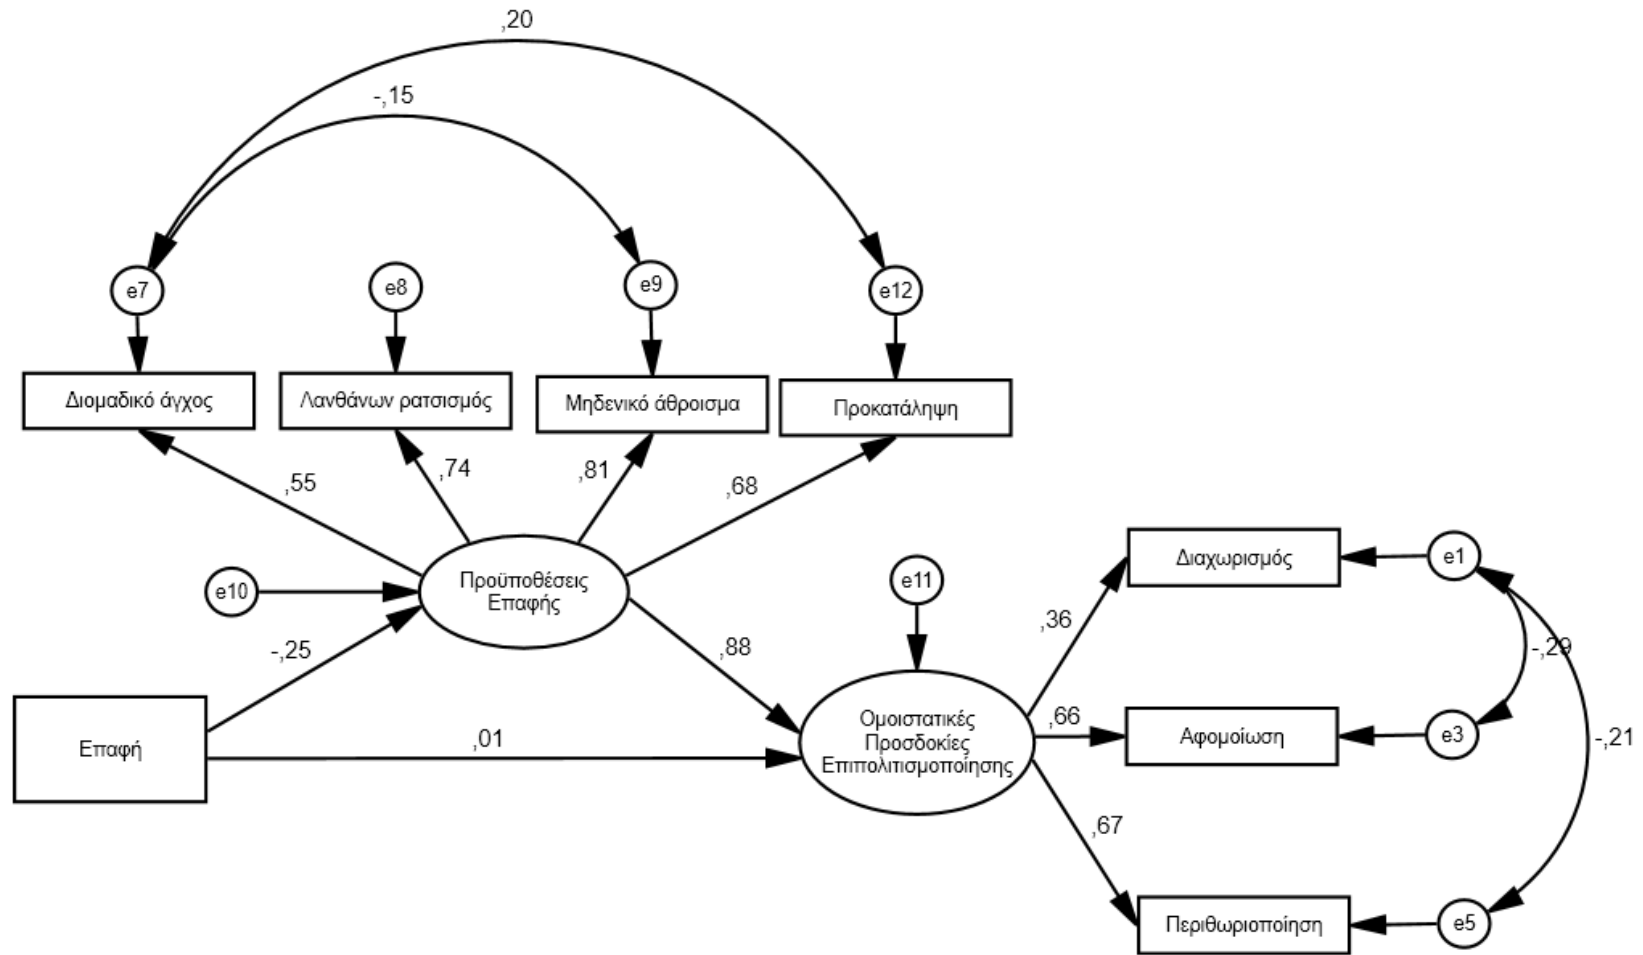 ,20
-,15
e7
e8
e9
e12
Διομαδικό άγχος
Λανθάνων ρατσισμός
Μηδενικό άθροισμα
Προκατάληψη
,55
,74
,81
,68
e10
Προϋποθέσεις
Επαφής
e11
Διαχωρισμός
e1
-,25
,88
,36
-,29
Επαφή
,01
Ομοιστατικές
Προσδοκίες
Επιπολιτισμοποίησης
,66
Αφομοίωση
e3
-,21
,67
Περιθωριοποίηση
e5